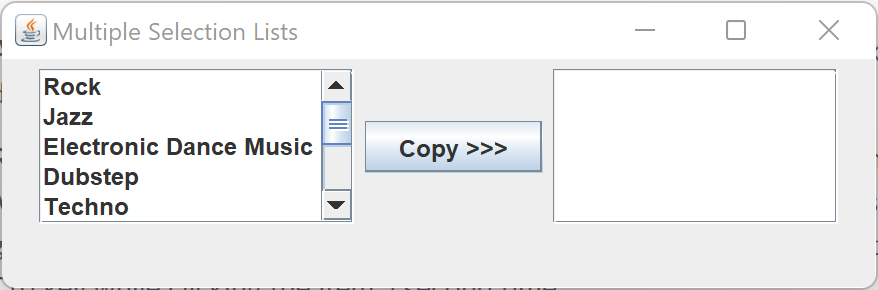 Multiple Selection Lists
Rock
Jazz
Electronic Dance Music
Dubstep
Techno
Copy >>>